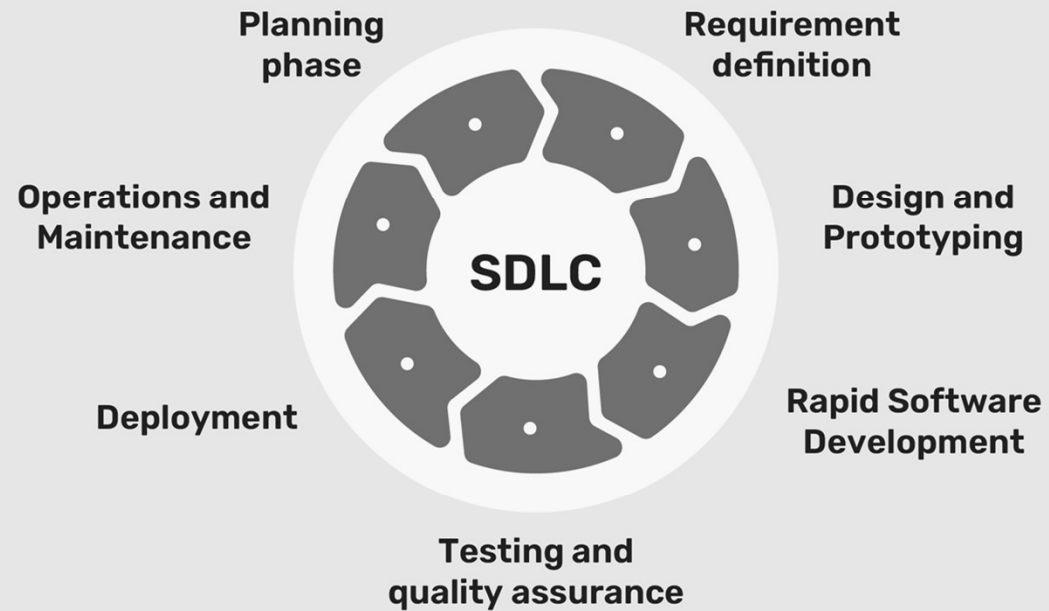 Planning
phase
Requirement
definition
Operations and
Maintenance
Design and
Prototyping
SDLC
Deployment
Rapid Software
Development
Testing and
quality assurance